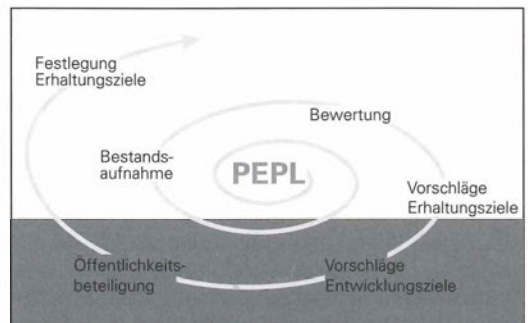 Festlegung
Erhaltungsziele
Bewertung
Bestands-
aufnahme
PEPL
Vorschläge
Erhaltungsziele
Öffentlichkeits-
beteiligung
Vorschläge
Entwicklungsziele